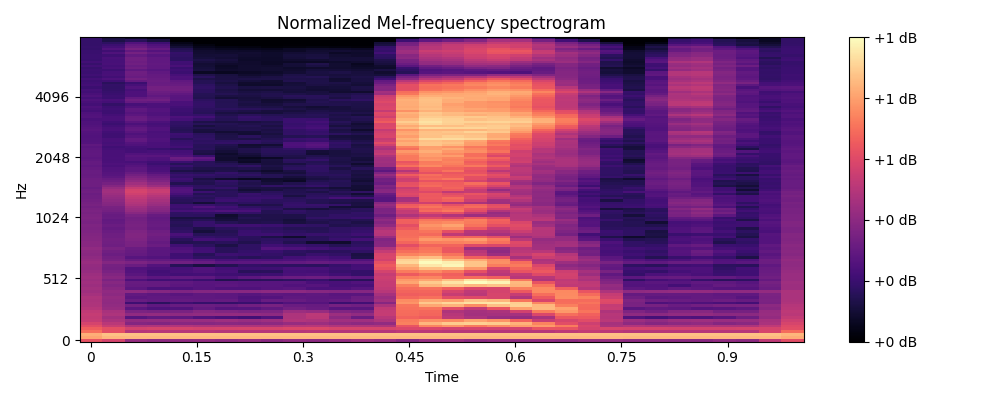 Normalized Mel-frequency spectrogram
+1 dB
4096
+1 dB
2048
+1 dB
Hz
1024
+0 dB
512
+0 dB
0
+0 dB
0 0.15 0.3 0.45 0.6 0.75 0.9
Time